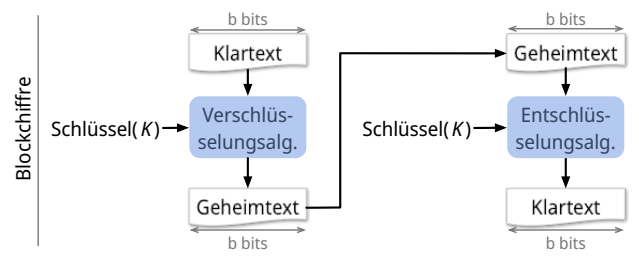 Blockchiffre
b bits
Klartext
Schlüssel(K)
Verschlüs-
selungsalg.
Geheimtext
b bits
b bits
Geheimtext
Schlüssel(K)
Entschlüs-
selungsalg.
Klartext
b bits